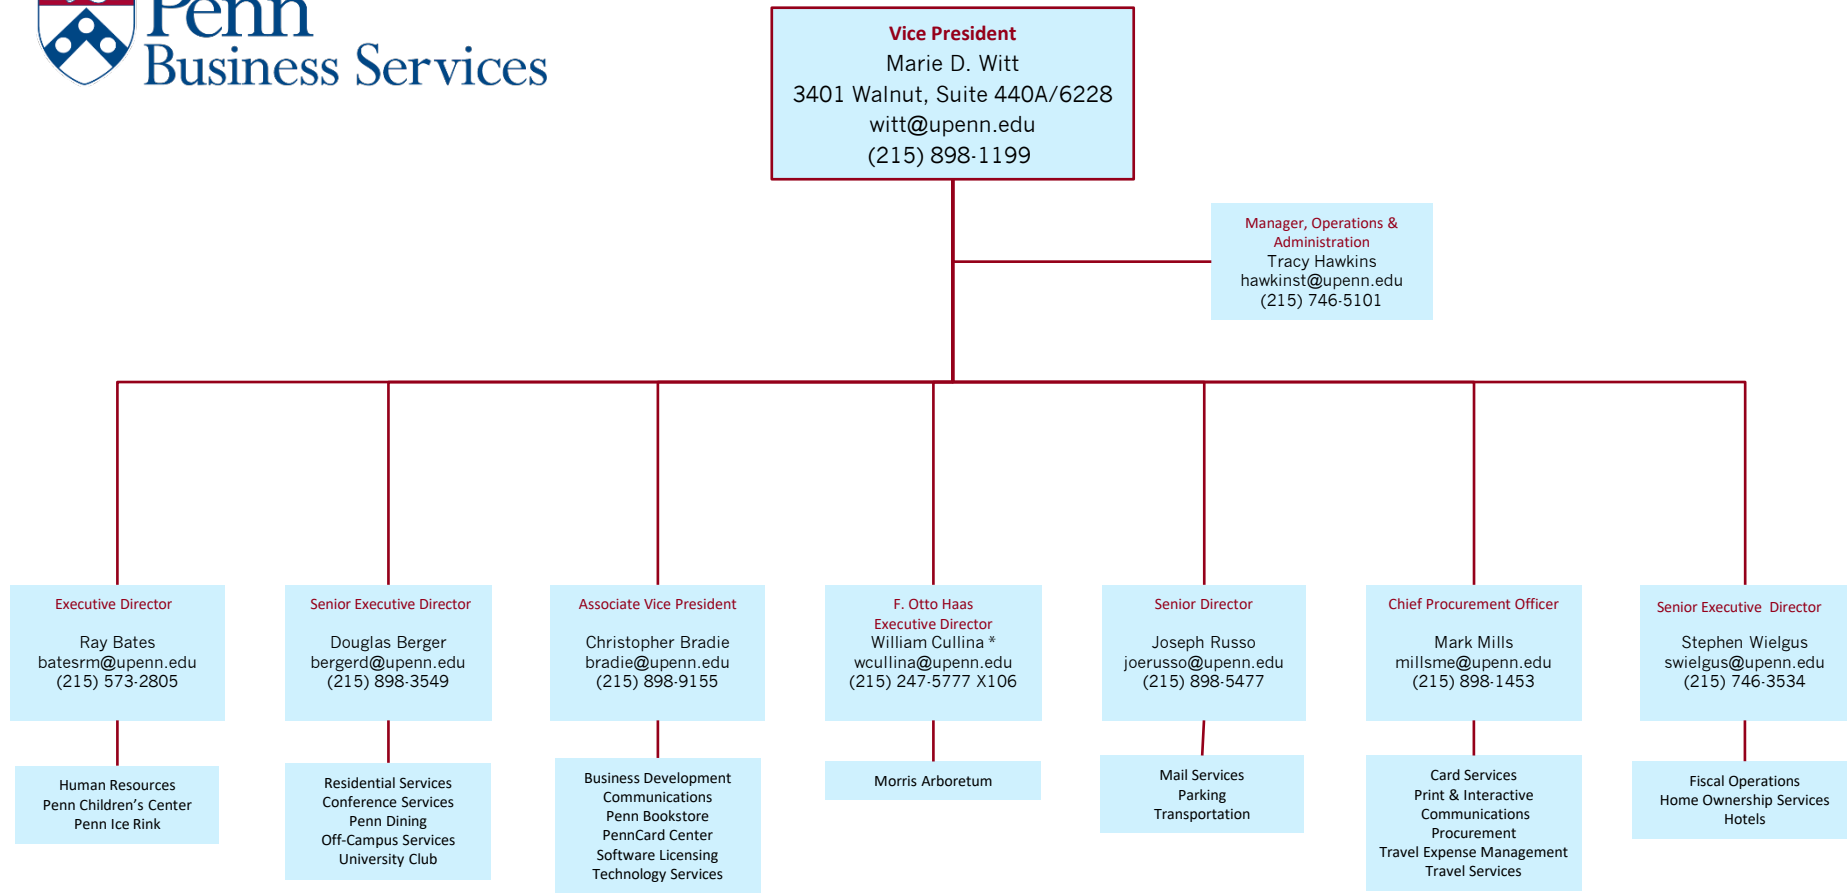 Penn
Business Services
Vice President
Marie D. Witt
3401 Walnut, Suite 440A/6228
witt@upenn.edu
(215) 898-1199
Manager, Operations &
Administration
Tracy Hawkins
hawkinst@upenn.edu
(215) 746-5101
Executive Director
Ray Bates
batesrm@upenn.edu
(215) 573-2805
Senior Executive Director
Douglas Berger
bergerd@upenn.edu
(215) 898-3549
Associate Vice President
Christopher Bradie
bradie@upenn.edu
(215) 898-9155
F. Otto Haas
Executive Director
William Cullina *
wcullina@upenn.edu
(215) 247-5777 X106
Senior Director
Joseph Russo
joerusso@upenn.edu
(215) 898-5477
Chief Procurement Officer
Mark Mills
millsme@upenn.edu
(215) 898-1453
Senior Executive Director
Stephen Wielgus
swielgus@upenn.edu
(215) 746-3534
Human Resources
Penn Children’s Center
Penn Ice Rink
Residential Services
Conference Services
Penn Dining
Off-Campus Services
University Club
Business Development
Communications
Penn Bookstore
PennCard Center
Software Licensing
Technology Services
Morris Arboretum
Mail Services
Parking
Transportation
Card Services
Print & Interactive
Communications
Procurement
Travel Expense Management
Travel Services
Fiscal Operations
Home Ownership Services
Hotels